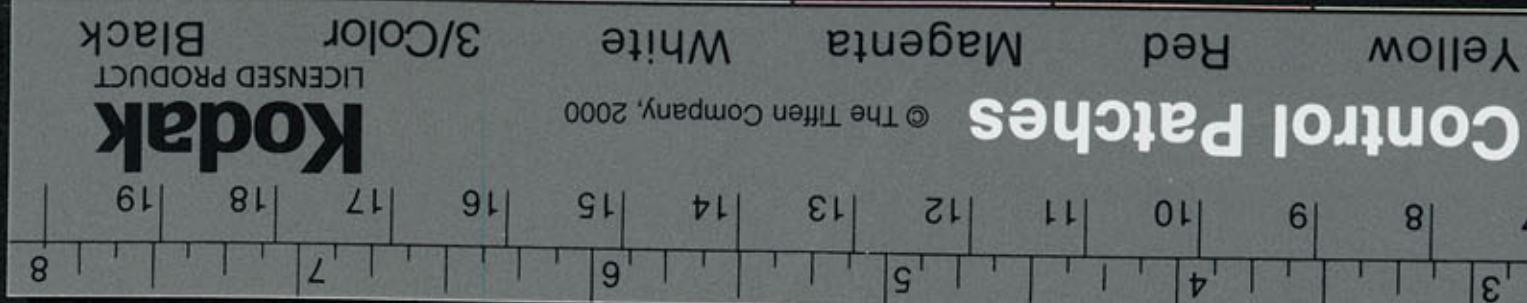 3 4 5 6 7 8
8 9 10 11 12 13 14 15 16 17 18 19
Control Patches © The Tiffen Company, 2000 Kodak
LICENSED PRODUCT
Yellow Red Magenta White 3/Color Black